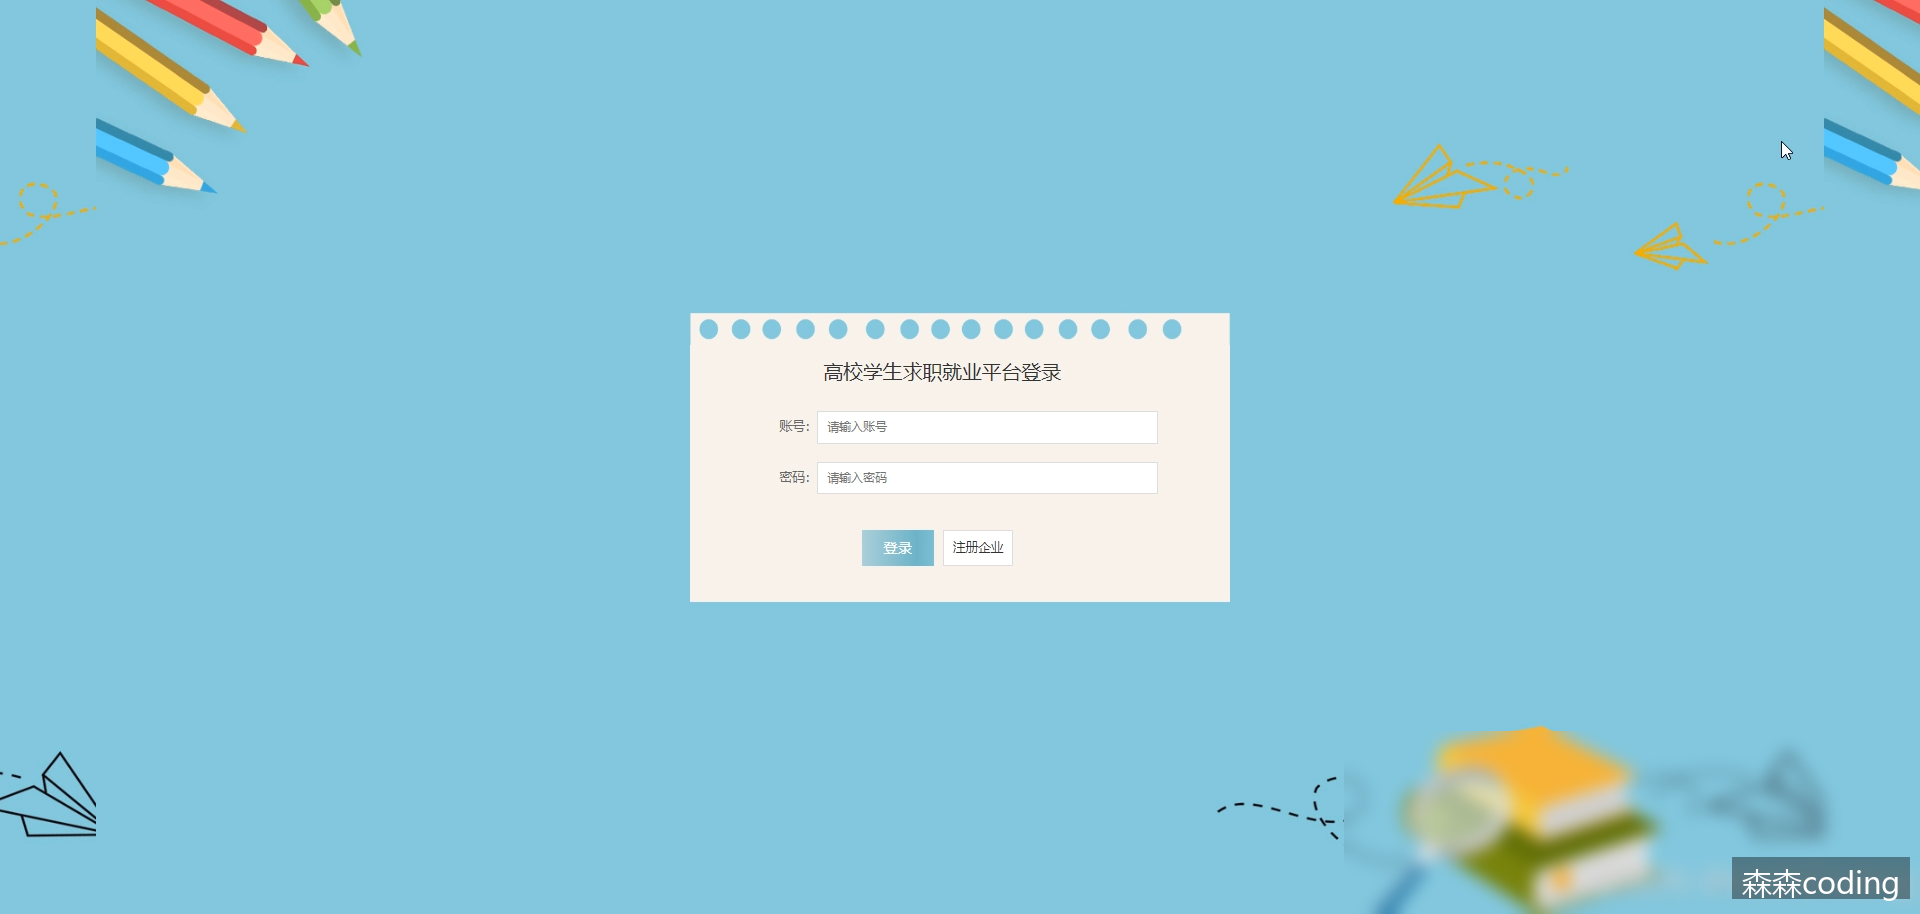 高校学生求职就业平台登录
账号: 请输入账号
密码: 请输入密码
登录 注册企业
森森coding